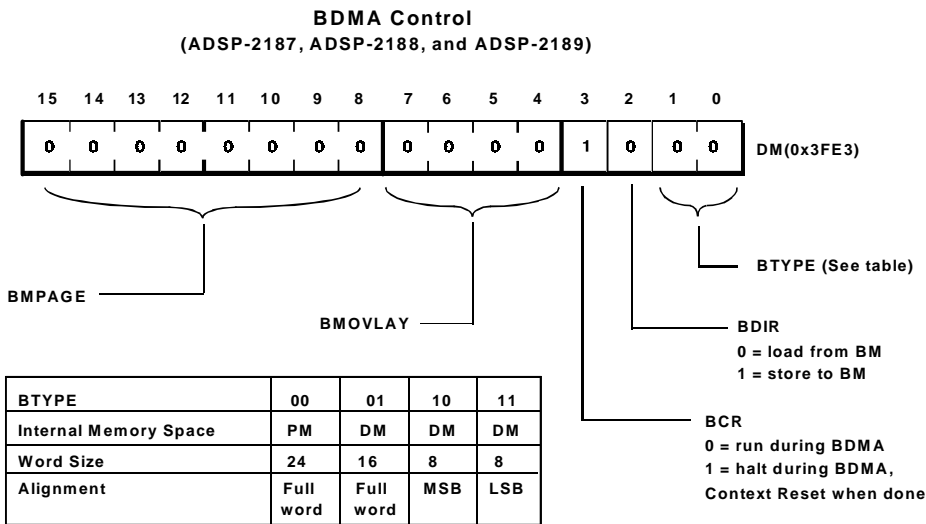 BDMA Control
(ADSP-2187, ADSP-2188, and ADSP-2189)
15 14 13 12 11 10 9 8 7 6 5 4 3 2 1 0
0 0 0 0 0 0 0 0 0 0 0 0 1 0 0 0 DM(0x3FE3)
BTYPE (See table)
BMPAGE
BMOVLAY
BDIR
0 = load from BM
1 = store to BM
BTYPE 00 01 10 11
Internal Memory Space PM DM DM DM
Word Size 24 16 8 8
Alignment Full word Full word MSB LSB
BCR
0 = run during BDMA
1 = halt during BDMA,
Context Reset when done